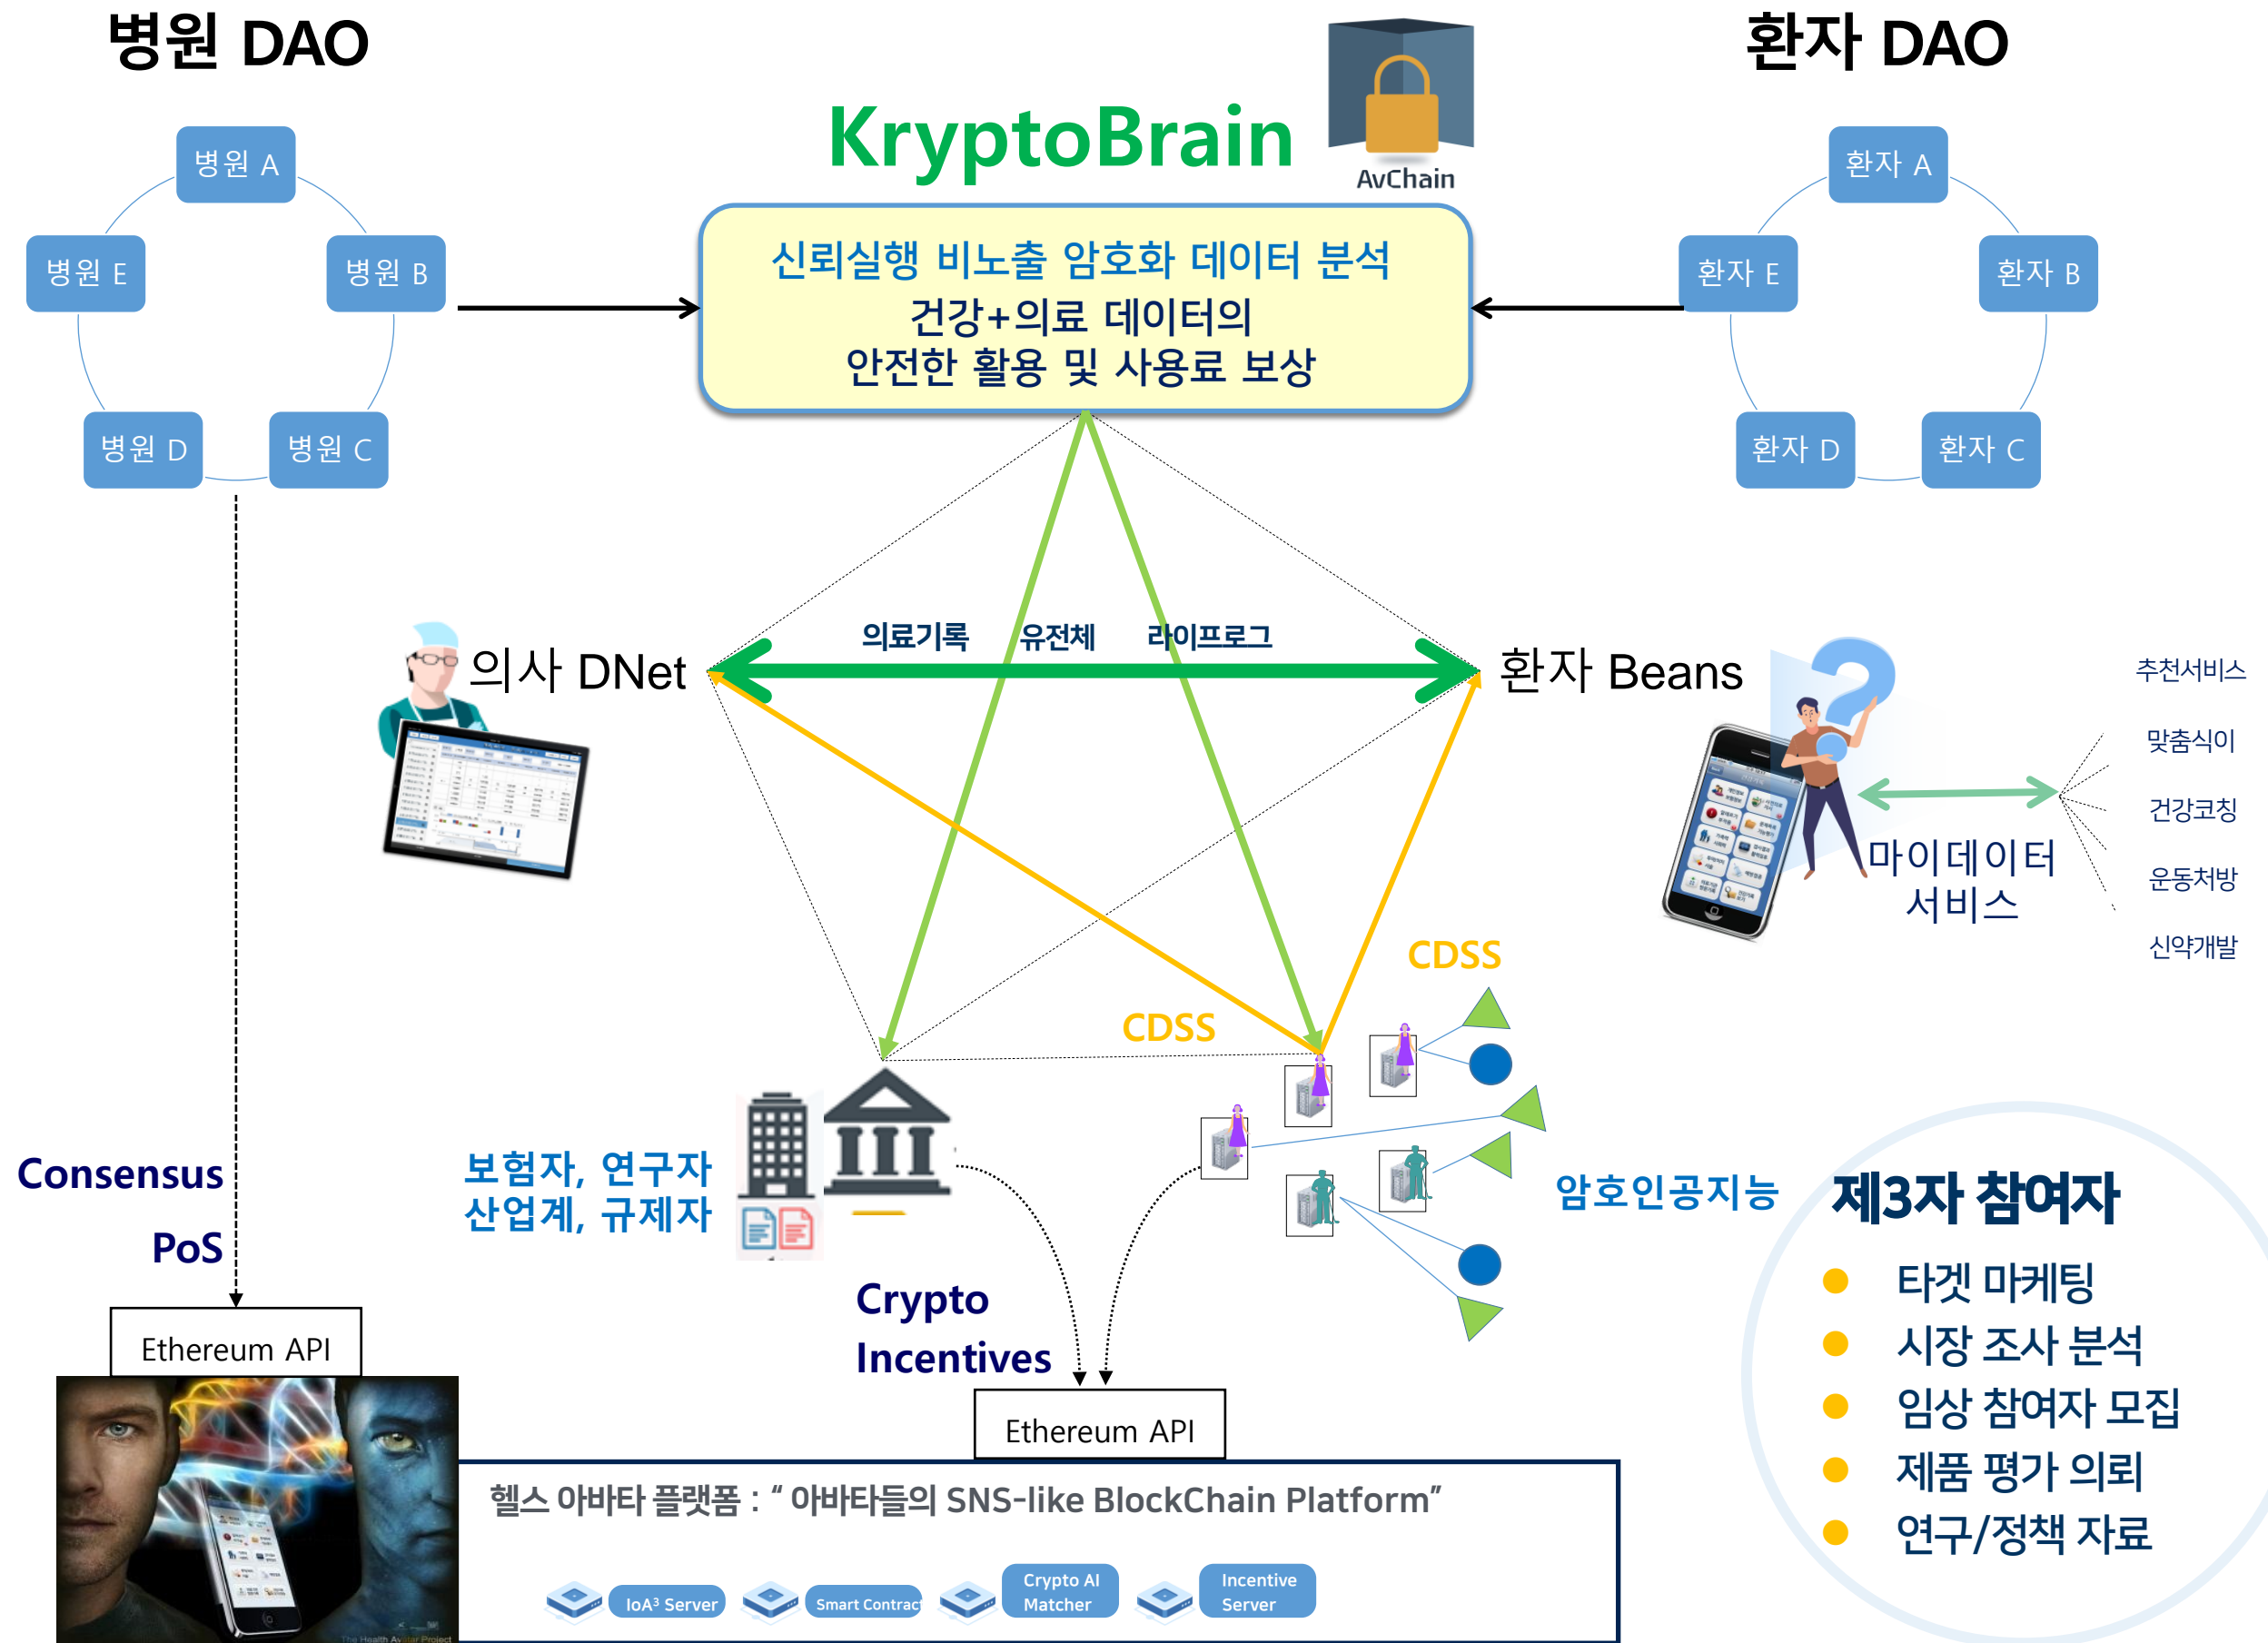 병원 DAO
환자 DAO
KryptoBrain
AvChain
병원 A
병원 B
병원 C
병원 D
병원 E
신뢰실행 비노출 암호화 데이터 분석
건강+의료 데이터의
안전한 활용 및 사용료 보상
환자 A
환자 B
환자 C
환자 D
환자 E
의료기록
유전체
라이프로그
의사 DNet
환자 Beans
마이데이터
서비스
추천서비스
맞춤식이
건강코칭
운동처방
신약개발
CDSS
CDSS
보험자, 연구자
산업계, 규제자
암호인공지능
Consensus
PoS
Crypto
Incentives
Ethereum API
Ethereum API
제3자 참여자
타겟 마케팅
시장 조사 분석
임상 참여자 모집
제품 평가 의뢰
연구/정책 자료
헬스 아바타 플랫폼 : “ 아바타들의 SNS-like BlockChain Platform”
IoA³ Server
Smart Contract
Crypto AI
Matcher
Incentive
Server
The Health Avatar Project